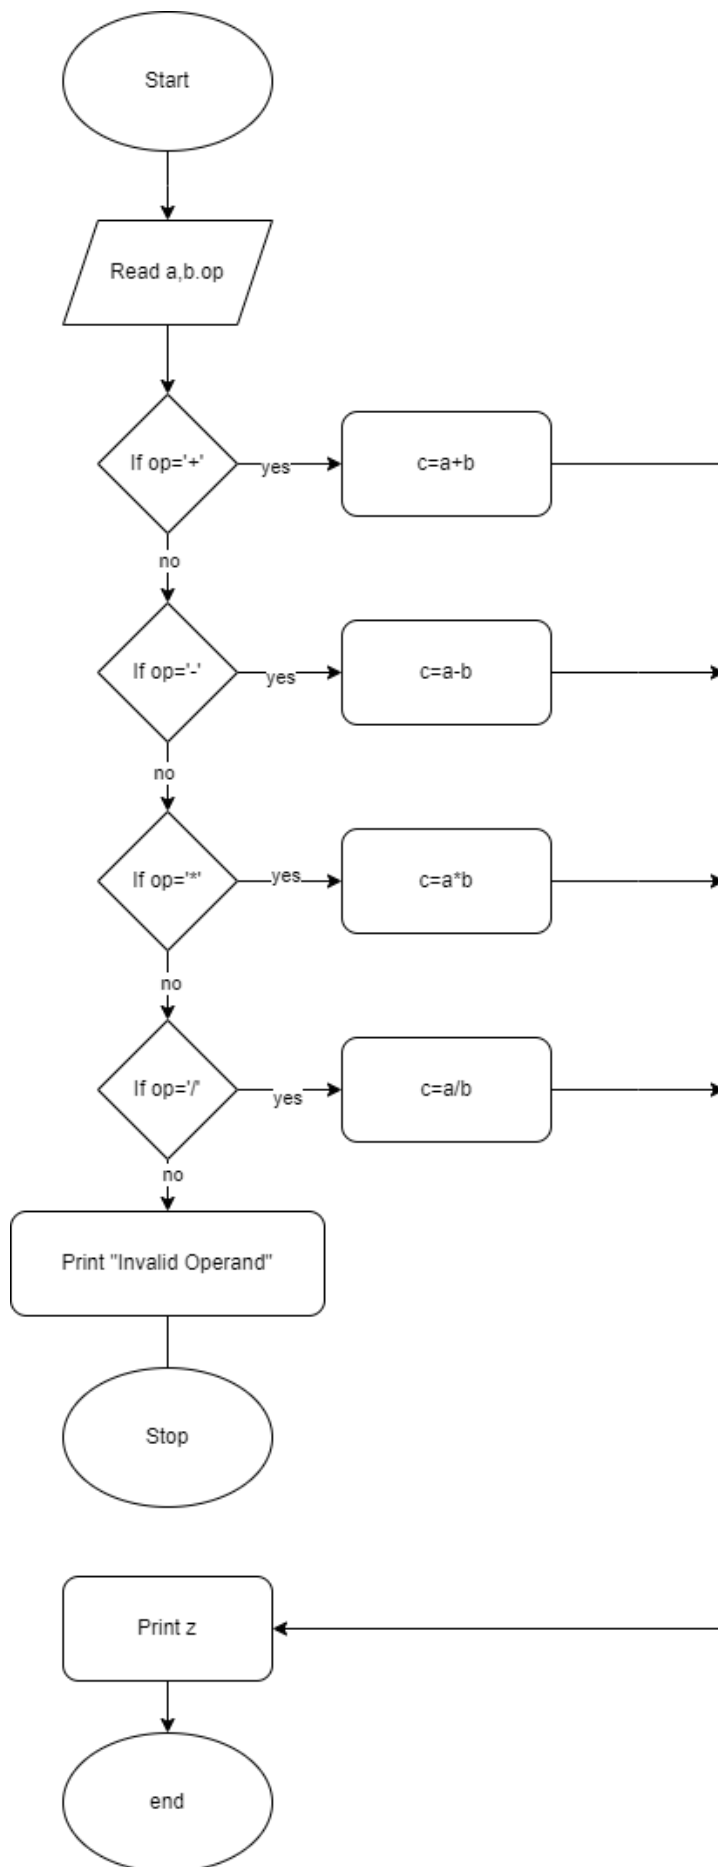 Start
Read a,b.op
If op='+'
yes
c=a+b
no
If op='-'
yes
c=a-b
no
If op='*'
yes
c=a*b
no
If op='/'
yes
c=a/b
no
Print "Invalid Operand"
Stop
Print z
end